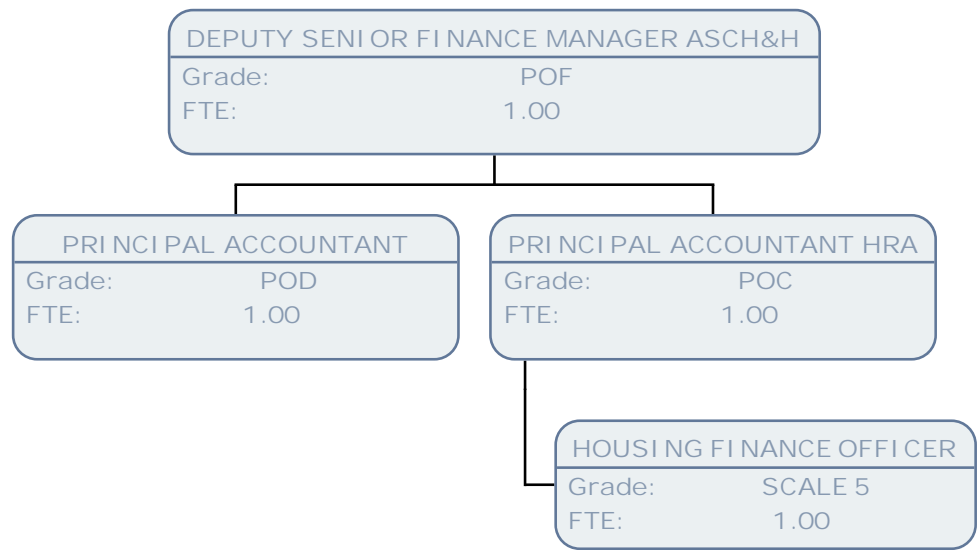 DEPUTY SENIOR FINANCE MANAGER ASCH&H
Grade: POF
FTE: 1.00
PRINCIPAL ACCOUNTANT
Grade: POD
FTE: 1.00
PRINCIPAL ACCOUNTANT HRA
Grade: POC
FTE: 1.00
HOUSING FINANCE OFFICER
Grade: SCALE 5
FTE: 1.00